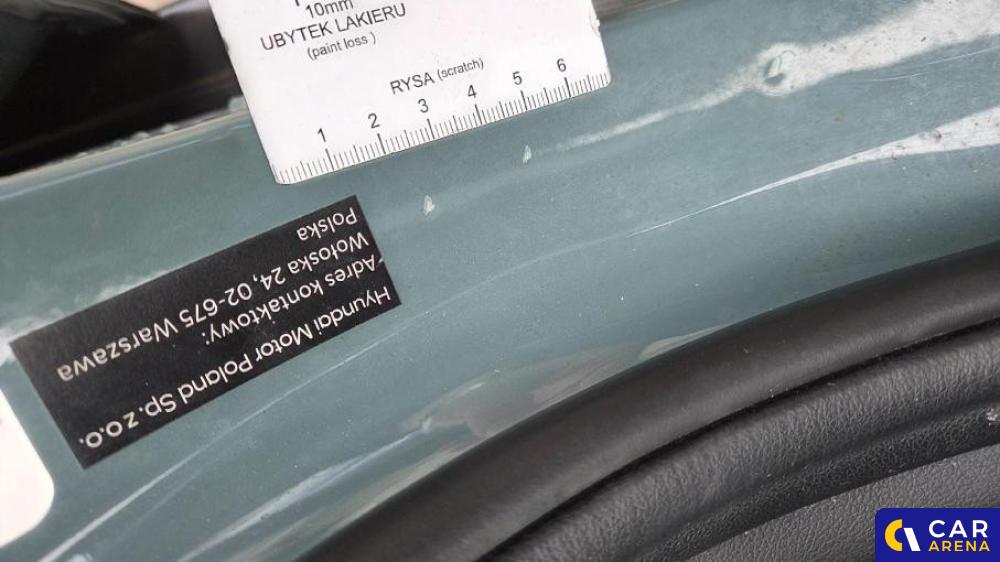 10mm
UBYTEK LAKIERU
(paint loss )
RYSA (scratch)
1 2 3 4 5 6
Hyundai Motor Poland Sp. z o.o.
-Adres kontaktowy:
Wołoska 24, 02-675 Warszawa
Polska
CAR
ARENA